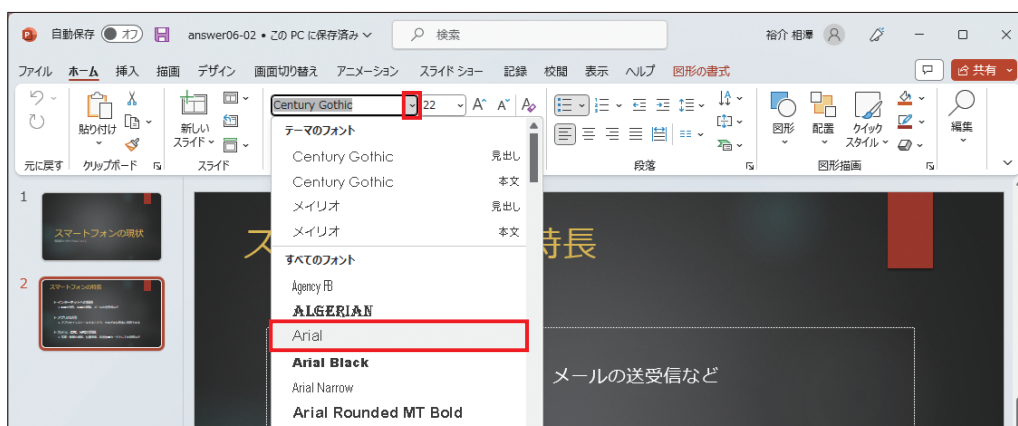 自動保存 オフ answer06-02 • この PC に保存済み 検索 裕介 相澤
ファイル ホーム 挿入 描画 デザイン 画面切り替え アニメーション スライド ショー 記録 校閲 表示 ヘルプ 図形の書式 共有
元に戻す
貼り付け
クリップボード
新しい
スライド
スライド
Century Gothic 22
段落
図形 配置 クイック
スタイル
図形描画
編集
テーマのフォント
Century Gothic 見出し
Century Gothic 本文
メイリオ 見出し
メイリオ 本文
すべてのフォント
Agency FB
ALGERIAN
Arial
Arial Black
Arial Narrow
Arial Rounded MT Bold
1
スマートフォンの現状
2
スマートフォンの特長
ス
特長
メールの送受信など